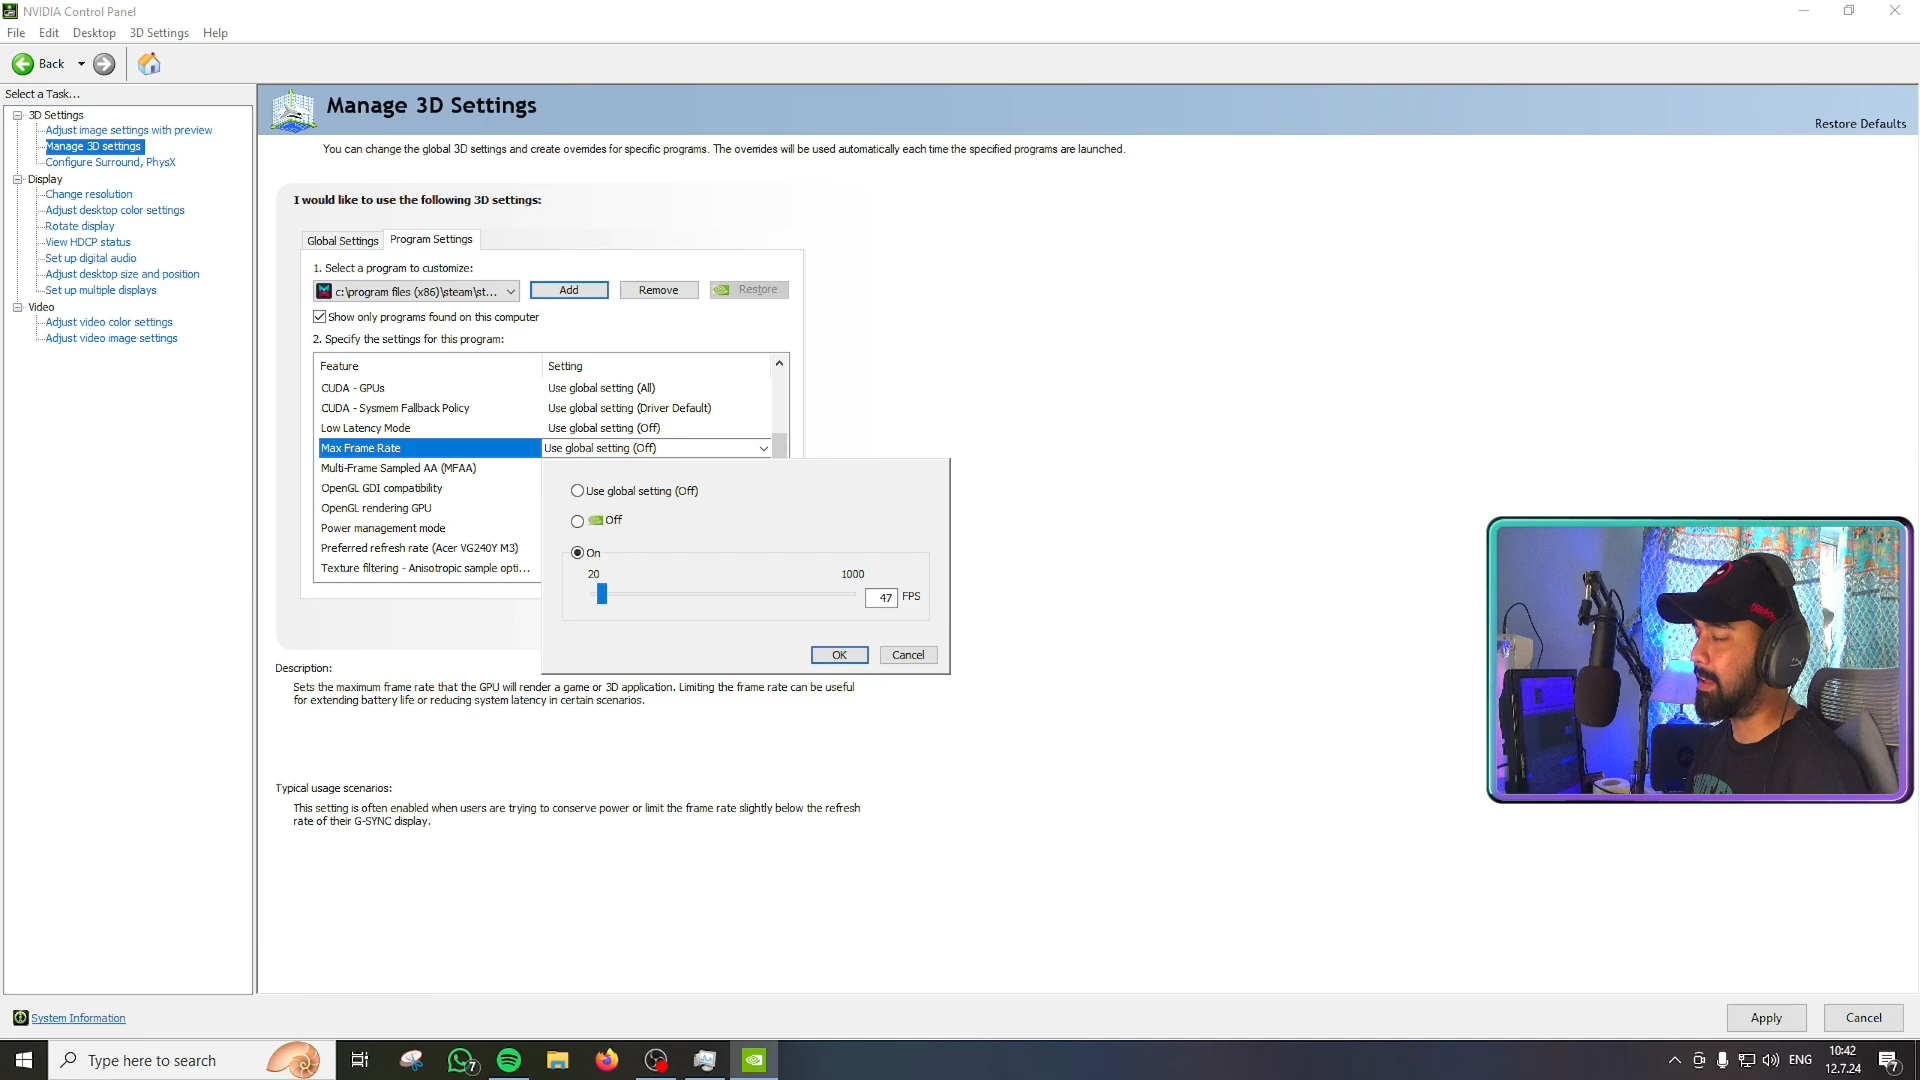 NVIDIA Control Panel
File Edit Desktop 3D Settings Help
Back
Select a Task...
3D Settings
Adjust image settings with preview
Manage 3D settings
Configure Surround, PhysX
Display
Change resolution
Adjust desktop color settings
Rotate display
View HDCP status
Set up digital audio
Adjust desktop size and position
Set up multiple displays
Video
Adjust video color settings
Adjust video image settings
System Information
Manage 3D Settings
Restore Defaults
You can change the global 3D settings and create overrides for specific programs. The overrides will be used automatically each time the specified programs are launched.
I would like to use the following 3D settings:
Global Settings Program Settings
1. Select a program to customize:
c:\program files (x86)\steam\st... Add Remove Restore
Show only programs found on this computer
2. Specify the settings for this program:
Feature Setting
CUDA - GPUs Use global setting (All)
CUDA - Sysmem Fallback Policy Use global setting (Driver Default)
Low Latency Mode Use global setting (Off)
Max Frame Rate Use global setting (Off)
Multi-Frame Sampled AA (MFAA)
OpenGL GDI compatibility
OpenGL rendering GPU
Power management mode
Preferred refresh rate (Acer VG240Y M3)
Texture filtering - Anisotropic sample opti...
Use global setting (Off)
Off
On
20 1000
47 FPS
OK Cancel
Description:
Sets the maximum frame rate that the GPU will render a game or 3D application. Limiting the frame rate can be useful
for extending battery life or reducing system latency in certain scenarios.
Typical usage scenarios:
This setting is often enabled when users are trying to conserve power or limit the frame rate slightly below the refresh
rate of their G-SYNC display.
Apply Cancel
Type here to search
7
ENG
10:42
12.7.24
7